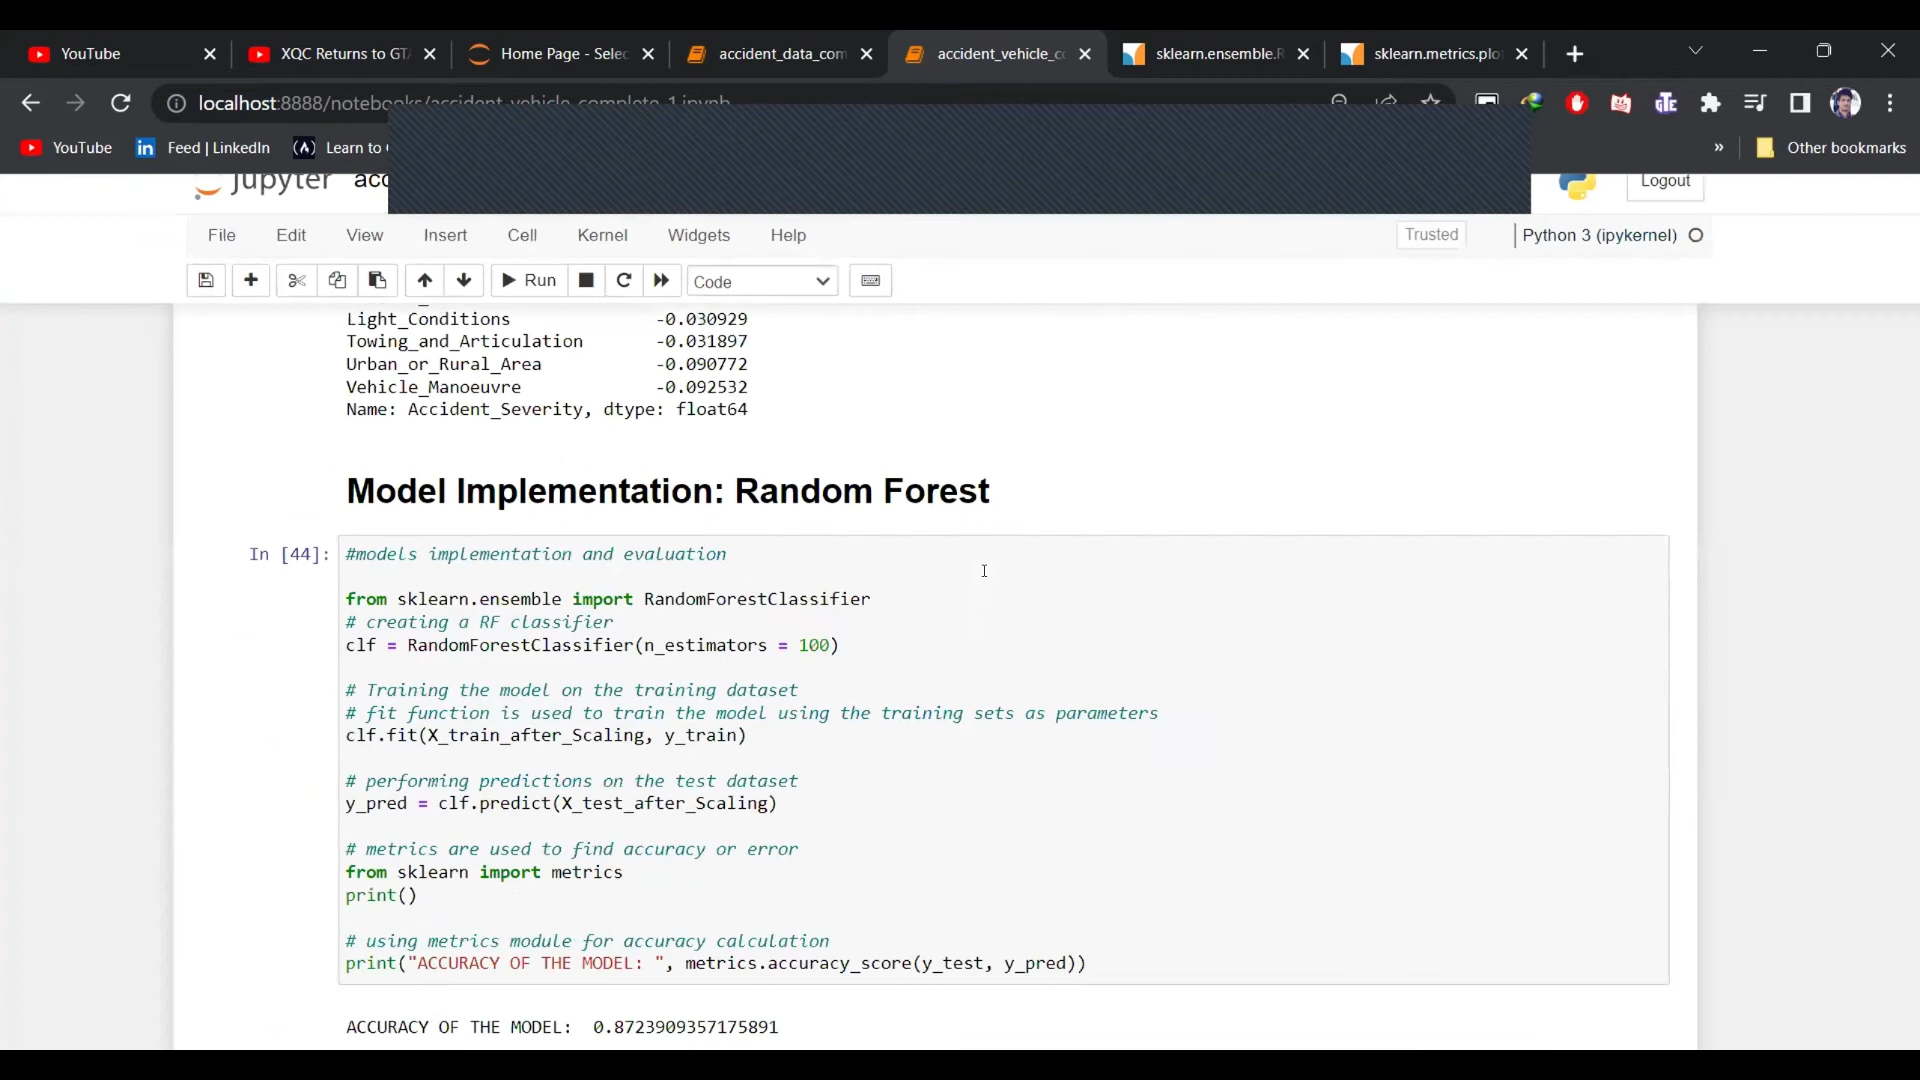 YouTube
XQC Returns to GTA
Home Page - Selec
accident_data_com
accident_vehicle_c
sklearn.ensemble.R
sklearn.metrics.plo
localhost:8888/notebooks/accident_vehicle_complete_1.ipynb
YouTube
in Feed | LinkedIn
Learn to
» Other bookmarks
jupyter acc
Logout
File Edit View Insert Cell Kernel Widgets Help
Trusted
Python 3 (ipykernel)
Run
Code
Light_Conditions -0.030929
Towing_and_Articulation -0.031897
Urban_or_Rural_Area -0.090772
Vehicle_Manoeuvre -0.092532
Name: Accident_Severity, dtype: float64
Model Implementation: Random Forest
In [44]: #models implementation and evaluation
from sklearn.ensemble import RandomForestClassifier
# creating a RF classifier
clf = RandomForestClassifier(n_estimators = 100)
# Training the model on the training dataset
# fit function is used to train the model using the training sets as parameters
clf.fit(X_train_after_Scaling, y_train)
# performing predictions on the test dataset
y_pred = clf.predict(X_test_after_Scaling)
# metrics are used to find accuracy or error
from sklearn import metrics
print()
# using metrics module for accuracy calculation
print("ACCURACY OF THE MODEL: ", metrics.accuracy_score(y_test, y_pred))
ACCURACY OF THE MODEL: 0.8723909357175891